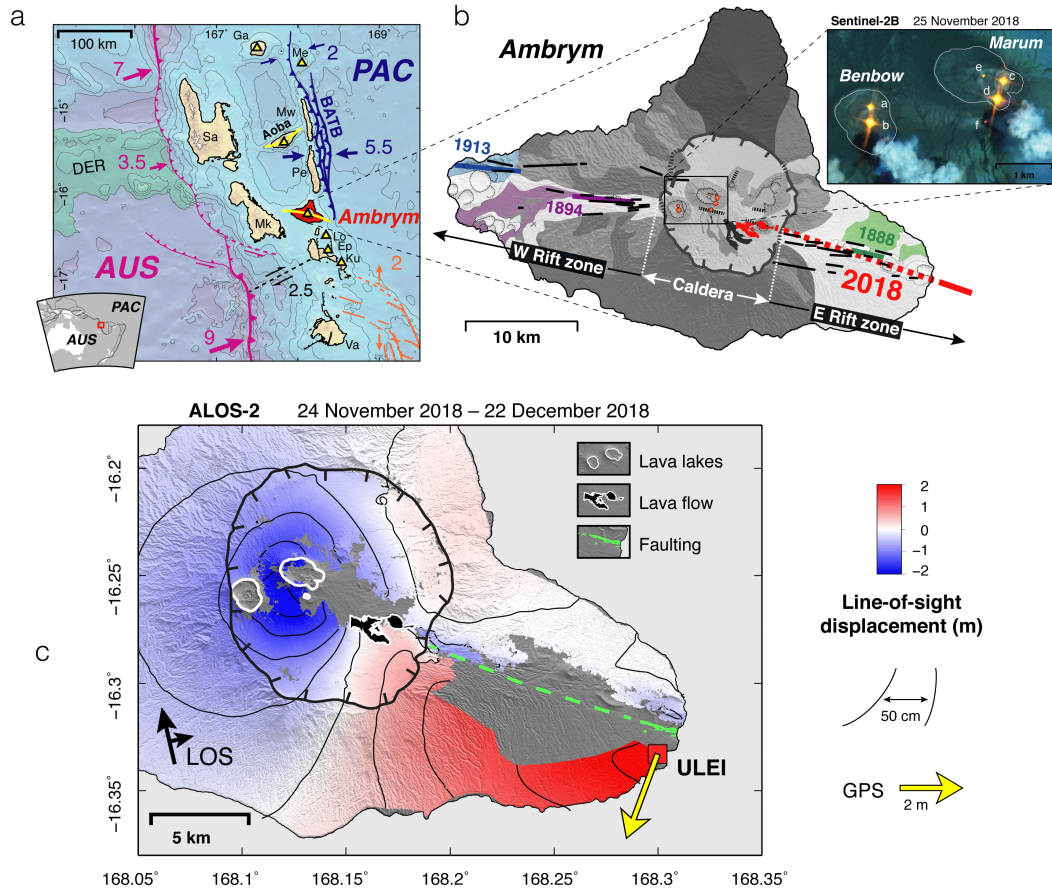 a
100 km
167
169
Ga
Me
2
PAC
7
BATB
−15°
Mw
Aoba
Sa
5.5
DER
3.5
Pe
−16°
Mk
Ambrym
Lo
Ep
Ku
AUS
2
−17°
2.5
PAC
AUS
9
Va
b
Ambrym
Sentinel-2B 25 November 2018
Marum
Benbow
e
c
a
d
b
f
1 km
1913
1894
1888
W Rift zone
Caldera
2018
E Rift zone
10 km
c
ALOS-2 24 November 2018 – 22 December 2018
−16.2°
−16.25°
−16.3°
−16.35°
Lava lakes
Lava flow
Faulting
LOS
ULEI
5 km
168.05°
168.1°
168.15°
168.2°
168.25°
168.3°
168.35°
2
1
0
−1
−2
Line-of-sight
displacement (m)
50 cm
GPS
2 m